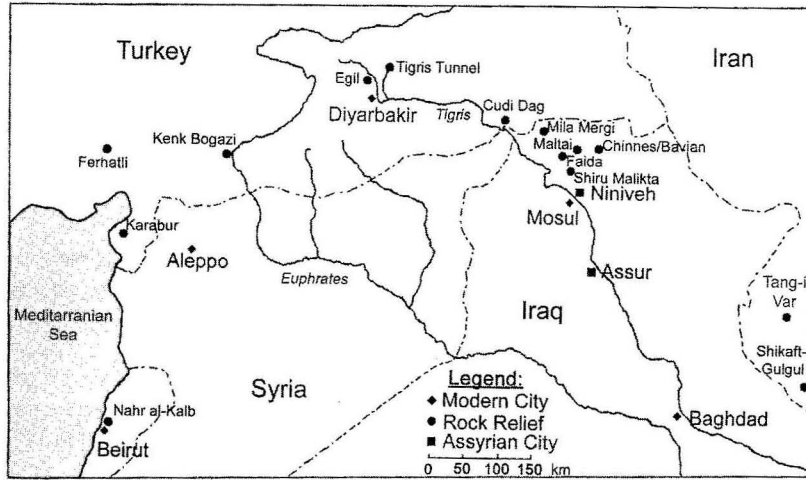 Turkey
Iran
Egil
Tigris Tunnel
Diyarbakir
Tigris
Cudi Dag
Mila Mergi
Maltai
Chinnes/Bavian
Faida
Shiru Malikta
Niniveh
Mosul
Kenk Bogazi
Ferhatli
Karabur
Aleppo
Euphrates
Assur
Tang-i
Var
Mediterranian
Sea
Iraq
Shikaft-
Gulgul
Syria
Legend:
Modern City
Rock Relief
Assyrian City
0 50 100 150 km
Nahr al-Kalb
Beirut
Baghdad